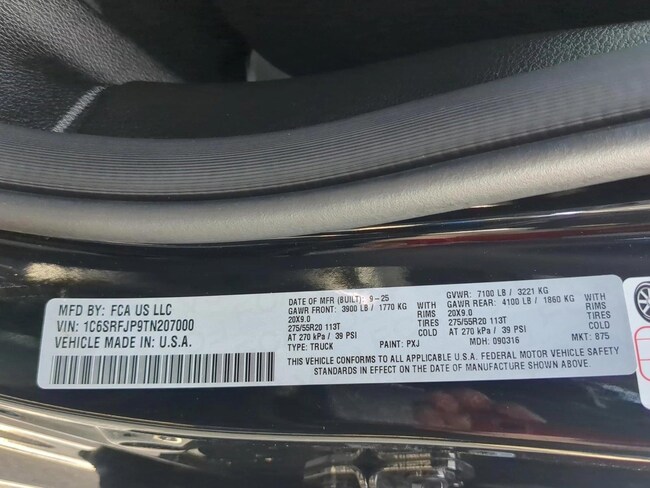 MFD BY: FCA US LLC
VIN: 1C6SRFJP9TN207000
VEHICLE MADE IN: U.S.A.
DATE OF MFR (BUILT): 9-25 GVWR: 7100 LB / 3221 KG
GAWR FRONT: 3900 LB / 1770 KG WITH GAWR REAR: 4100 LB / 1860 KG WITH
20X9.0 RIMS 20X9.0 RIMS
275/55R20 113T TIRES 275/55R20 113T TIRES
AT 270 kPa / 39 PSI COLD AT 270 kPa / 39 PSI COLD
TYPE: TRUCK PAINT: PXJ MDH: 090316 MKT: 875
THIS VEHICLE CONFORMS TO ALL APPLICABLE U.S.A. FEDERAL MOTOR VEHICLE SAFETY
STANDARDS IN EFFECT ON THE DATE OF MANUFACTURE SHOWN ABOVE.